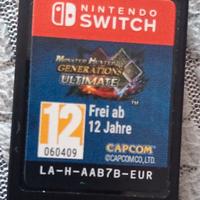 NINTENDO
SWITCH
MONSTER HUNTER
GENERATIONS
ULTIMATE
12
060409
Frei ab
12 Jahre
CAPCOM
©CAPCOM CO., LTD.
LA-H-AAB7B-EUR